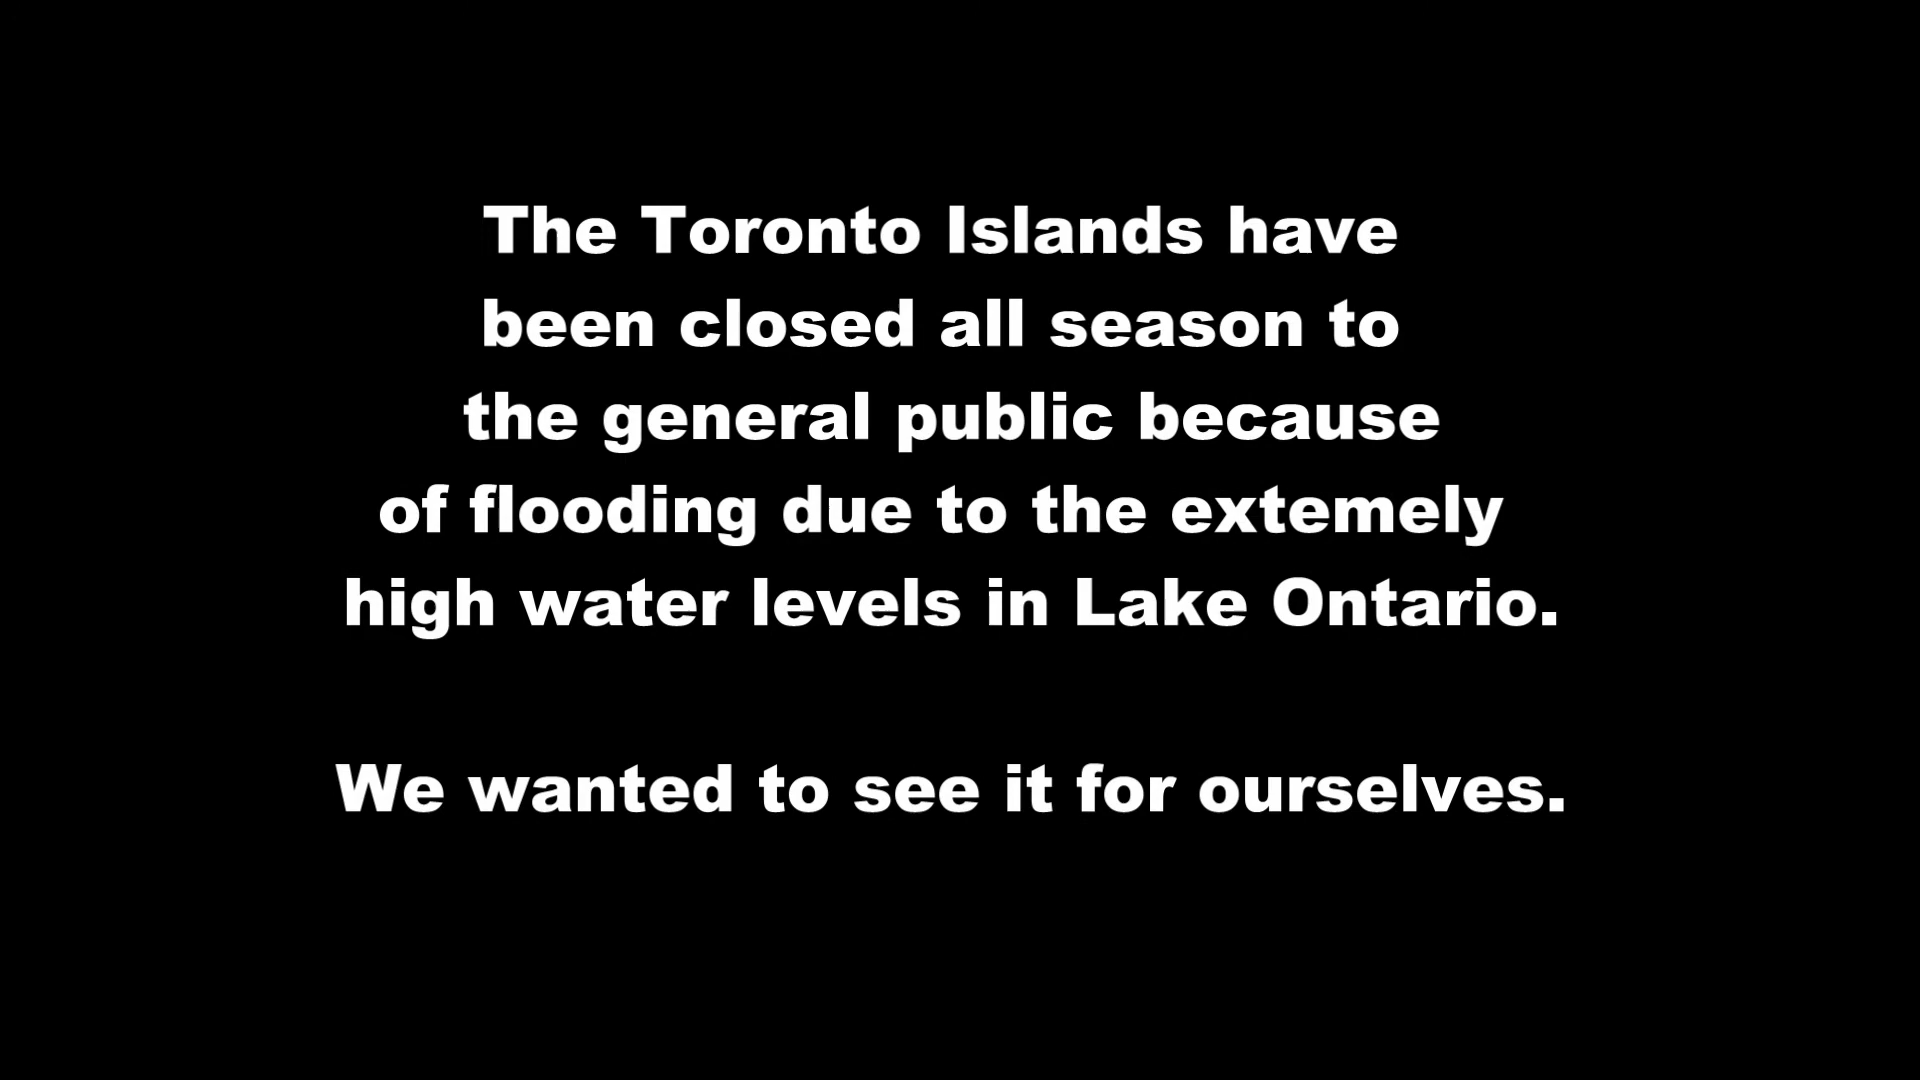 The Toronto Islands have
been closed all season to
the general public because
of flooding due to the extemely
high water levels in Lake Ontario.
We wanted to see it for ourselves.